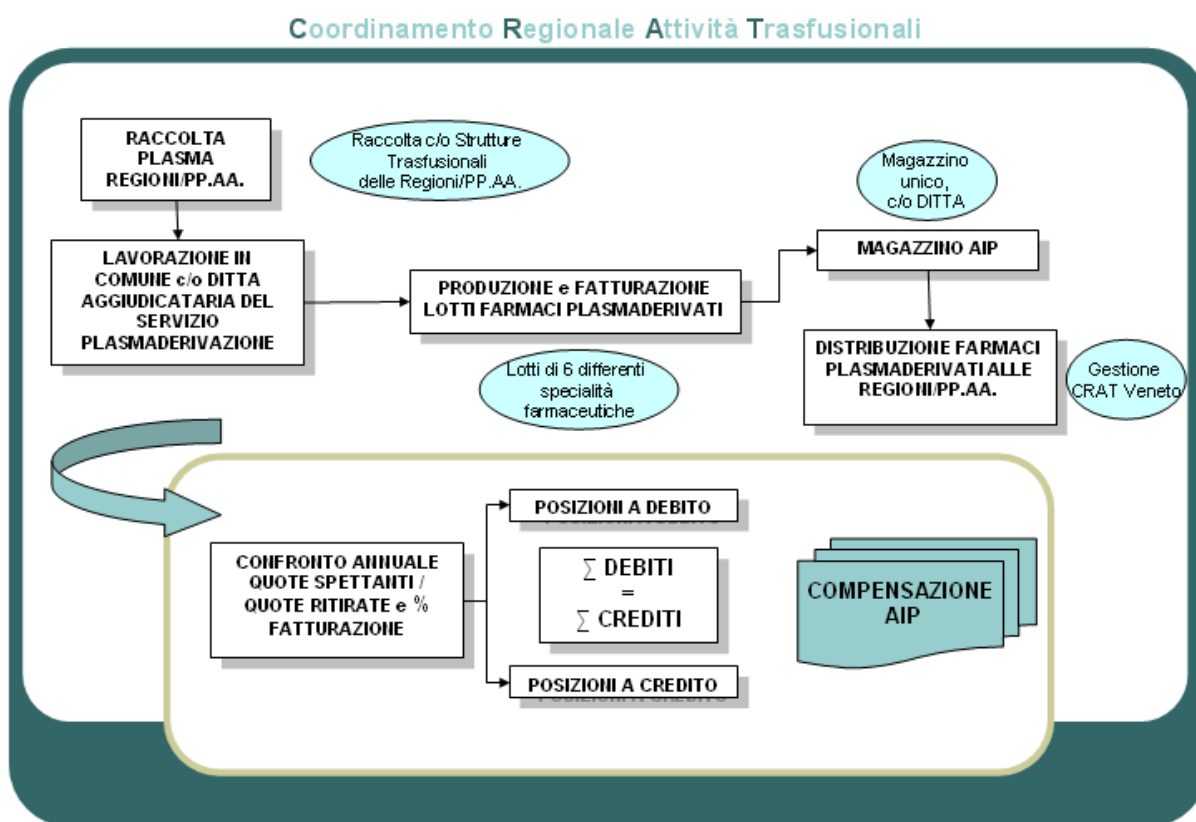 Coordinamento Regionale Attività Trasfusionali
RACCOLTA
PLASMA
REGIONI/PP.AA.
Raccolta c/o Strutture
Trasfusionali
delle Regioni/PP.AA.
Magazzino
unico,
c/o DITTA
LAVORAZIONE IN
COMUNE c/o DITTA
AGGIUDICATARIA DEL
SERVIZIO
PLASMADERIVAZIONE
PRODUZIONE e FATTURAZIONE
LOTTI FARMACI PLASMADERIVATI
MAGAZZINO AIP
Lotti di 6 differenti
specialità
farmaceutiche
DISTRIBUZIONE FARMACI
PLASMADERIVATI ALLE
REGIONI/PP.AA.
Gestione
CRAT Veneto
CONFRONTO ANNUALE
QUOTE SPETTANTI /
QUOTE RITIRATE e %
FATTURAZIONE
POSIZIONI A DEBITO
∑ DEBITI
=
∑ CREDITI
POSIZIONI A CREDITO
COMPENSAZIONE
AIP